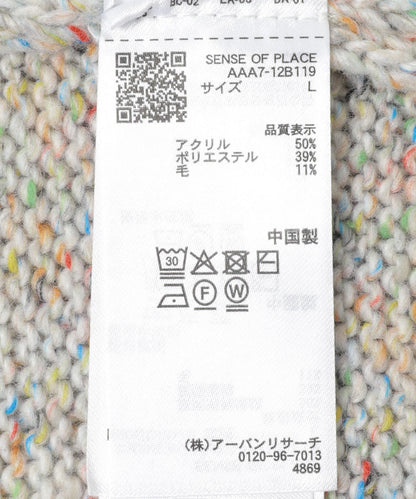 SENSE OF PLACE
AAA7-12B119
サイズ L
品質表示
アクリル 50%
ポリエステル 39%
毛 11%
中国製
30
F W
(株)アーバンリサーチ
0120-96-7013
4869